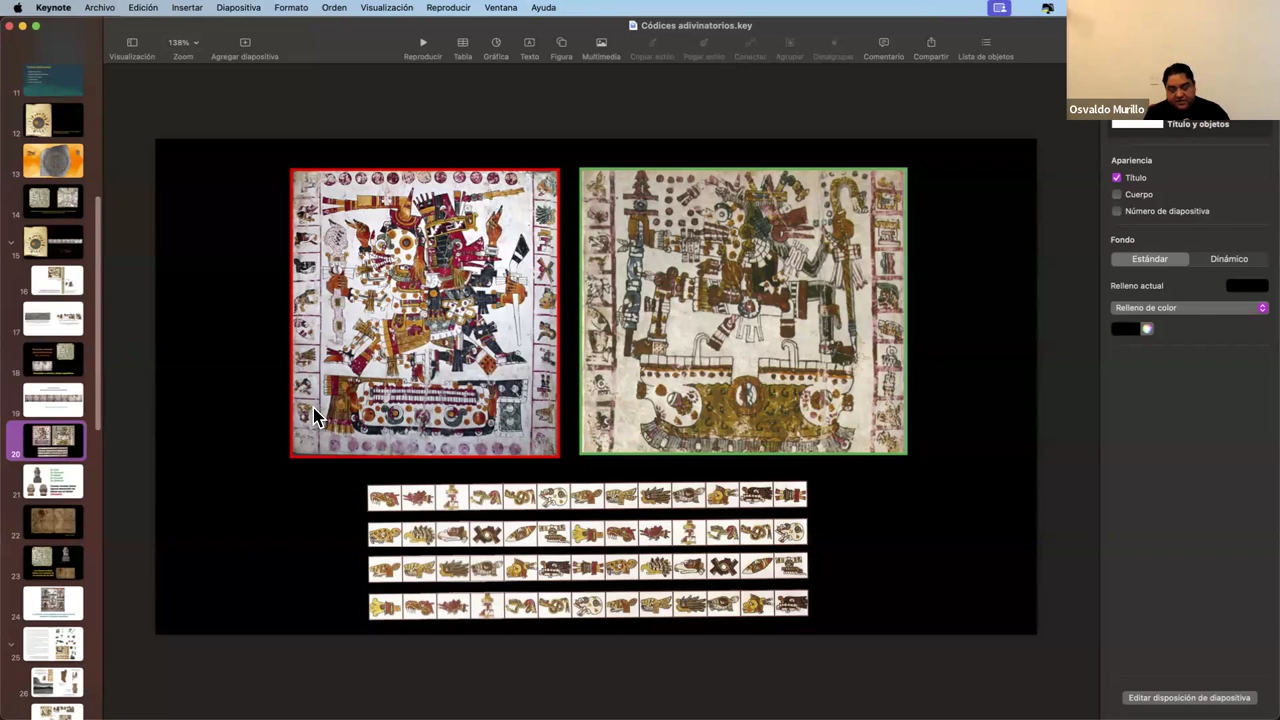 Keynote Archivo Edición Insertar Diapositiva Formato Orden Visualización Reproducir Ventana Ayuda
Códices adivinatorios.key
138%
Visualización Zoom Agregar diapositiva Reproducir Tabla Gráfica Texto Figura Multimedia Copiar estilo Pegar estilo Conectar Agrupar Desagrupar Comentario Compartir Lista de objetos
Osvaldo Murillo
Título y objetos
Apariencia
Título
Cuerpo
Número de diapositiva
Fondo
Estándar Dinámico
Relleno actual
Relleno de color
Editar disposición de diapositiva
11
12
13
14
15
16
17
18
19
20
21
22
23
24
25
26